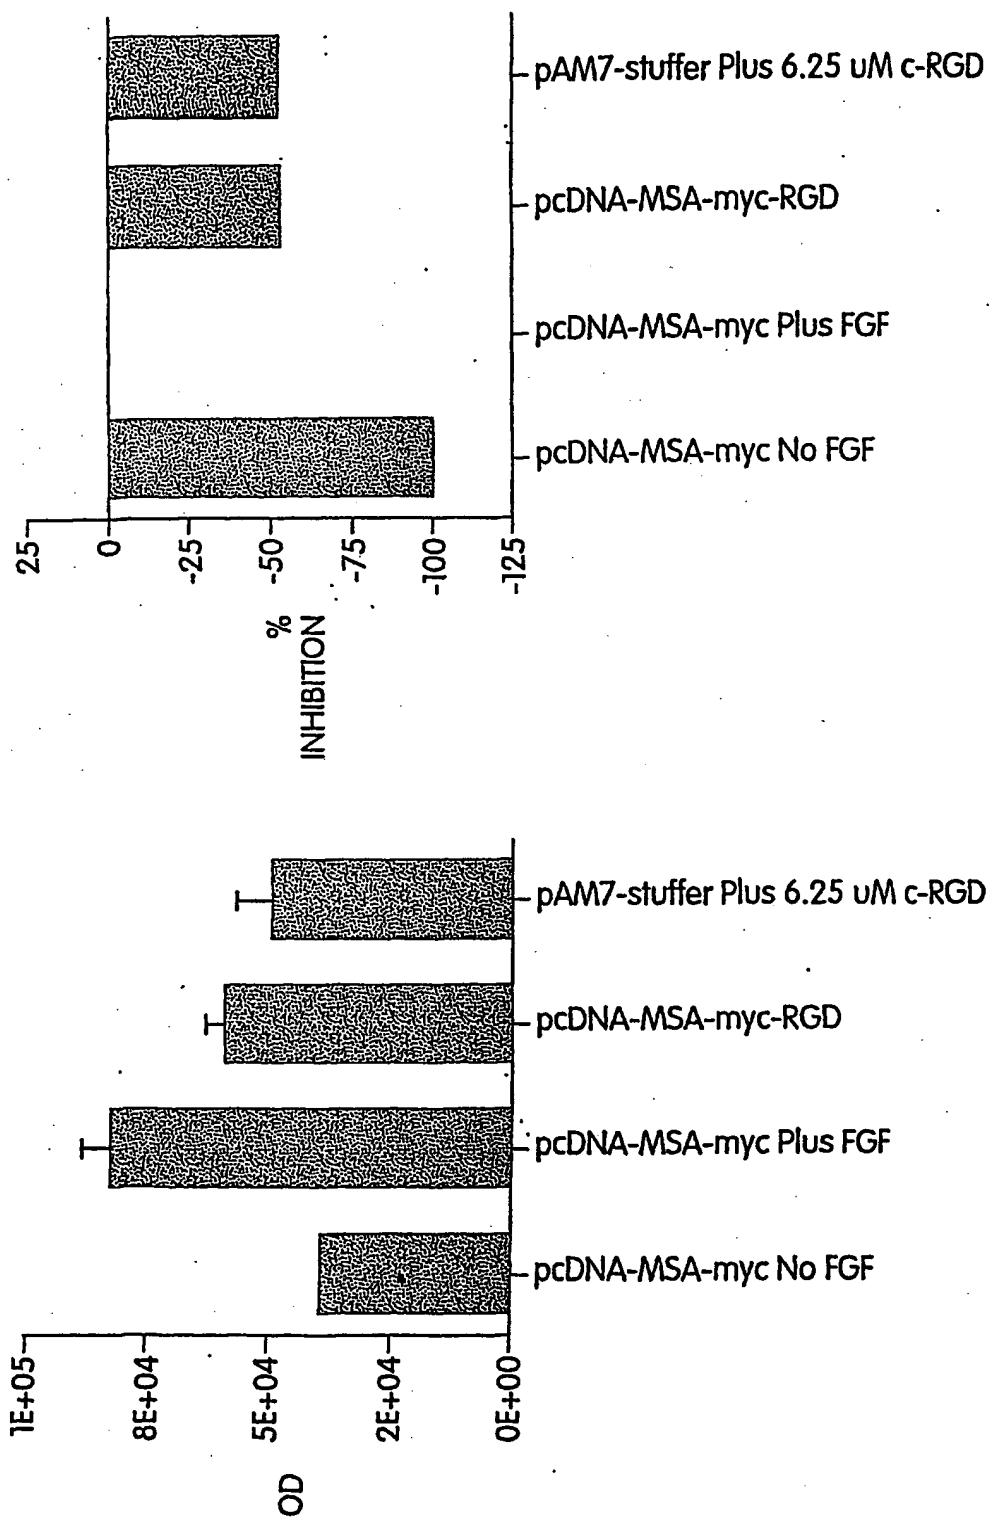 OD
1E+05
8E+04
5E+04
2E+04
0E+00
pcDNA-MSA-myc No FGF
pcDNA-MSA-myc Plus FGF
pcDNA-MSA-myc-RGD
pAM7-stuffer Plus 6.25 uM c-RGD
%
INHIBITION
25
0
-25
-50
-75
-100
-125
pcDNA-MSA-myc No FGF
pcDNA-MSA-myc Plus FGF
pcDNA-MSA-myc-RGD
pAM7-stuffer Plus 6.25 uM c-RGD